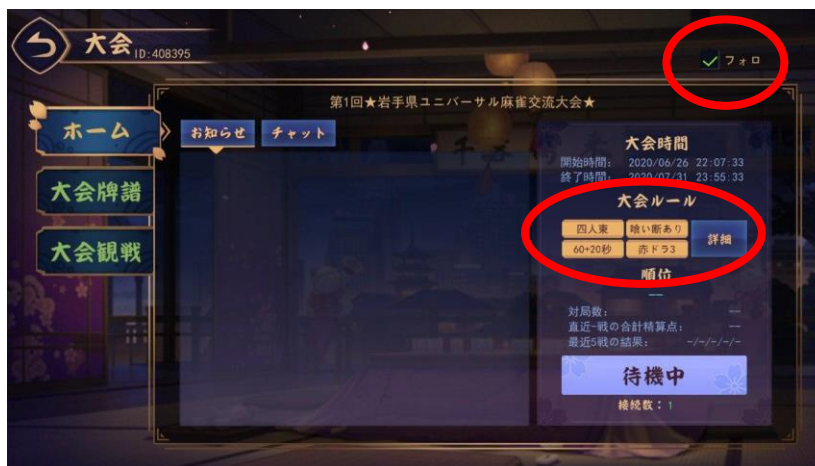 大会 ID:408395
フォロ
第1回★岩手県ユニバーサル麻雀交流大会★
ホーム
お知らせ
チャット
大会牌譜
大会観戦
大会時間
開始時間: 2020/06/26 22:07:33
終了時間: 2020/07/31 23:55:33
大会ルール
四人東
喰い断あり
60+20秒
赤ドラ3
詳細
順位
--
対局数: --
直近-戦の合計精算点: --
最近5戦の結果: -/-/-/-/-
待機中
接続数:1